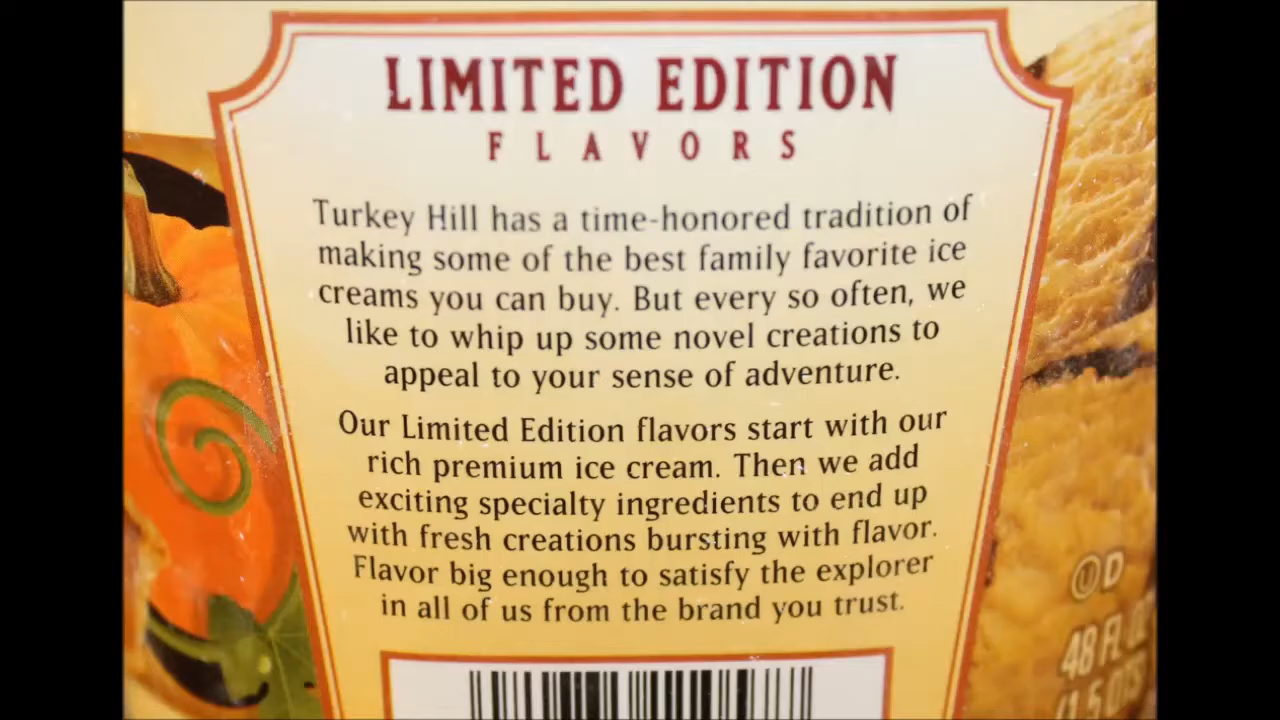 LIMITED EDITION
FLAVORS
Turkey Hill has a time-honored tradition of
making some of the best family favorite ice
creams you can buy. But every so often, we
like to whip up some novel creations to
appeal to your sense of adventure.
Our Limited Edition flavors start with our
rich premium ice cream. Then we add
exciting specialty ingredients to end up
with fresh creations bursting with flavor.
Flavor big enough to satisfy the explorer
in all of us from the brand you trust.
Ⓤ D
48 FL OZ
(1.5 QTS